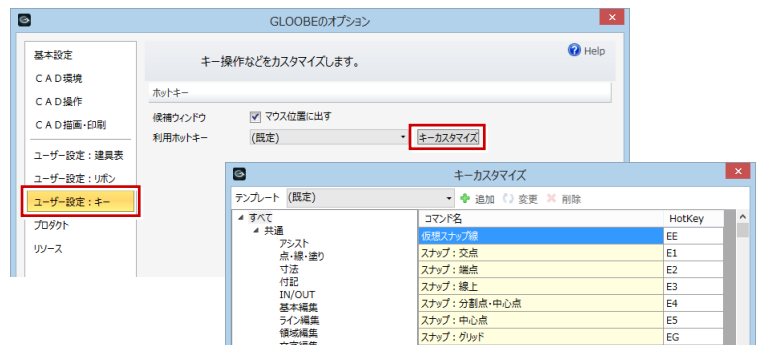 GLOOBEのオプション
基本設定
ＣＡＤ環境
ＣＡＤ操作
ＣＡＤ描画・印刷
ユーザー設定：建具表
ユーザー設定：リボン
ユーザー設定：キー
プロダクト
リソース
キー操作などをカスタマイズします。
Help
ホットキー
候補ウィンドウ マウス位置に出す
利用ホットキー (既定) キーカスタマイズ
キーカスタマイズ
テンプレート (既定) 追加 変更 削除
すべて
共通
アシスト
点・線・塗り
寸法
付記
IN/OUT
基本編集
ライン編集
領域編集
文字編集
コマンド名 HotKey
仮想スナップ線 EE
スナップ：交点 E1
スナップ：端点 E2
スナップ：線上 E3
スナップ：分割点・中心点 E4
スナップ：中心点 E5
スナップ：グリッド EG